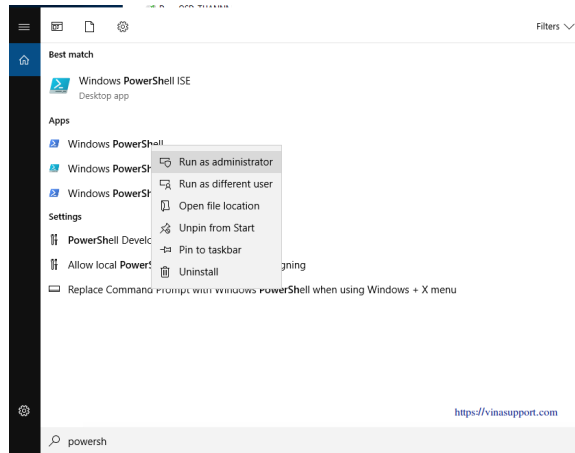 Filters
Best match
Windows PowerShell ISE
Desktop app
Apps
Windows PowerShell
Run as administrator
Windows PowerSh
Run as different user
Windows PowerSh
Open file location
Settings
Unpin from Start
PowerShell Develo
Pin to taskbar
Allow local PowerS gning
Uninstall
Replace Command Prompt with Windows PowerShell when using Windows + X menu
https://vinasupport.com
powersh